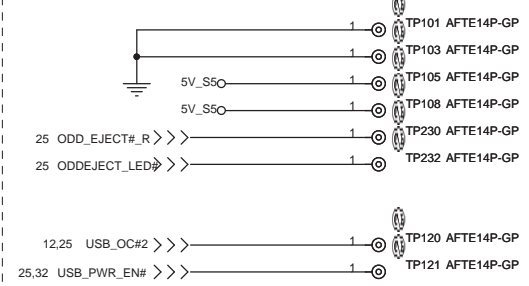 1 TP101 AFTE14P-GP
1 TP103 AFTE14P-GP
5V_S5 1 TP105 AFTE14P-GP
5V_S5 1 TP108 AFTE14P-GP
25 ODD_EJECT#_R 1 TP230 AFTE14P-GP
25 ODDEJECT_LED# 1 TP232 AFTE14P-GP
12,25 USB_OC#2 1 TP120 AFTE14P-GP
25,32 USB_PWR_EN# 1 TP121 AFTE14P-GP